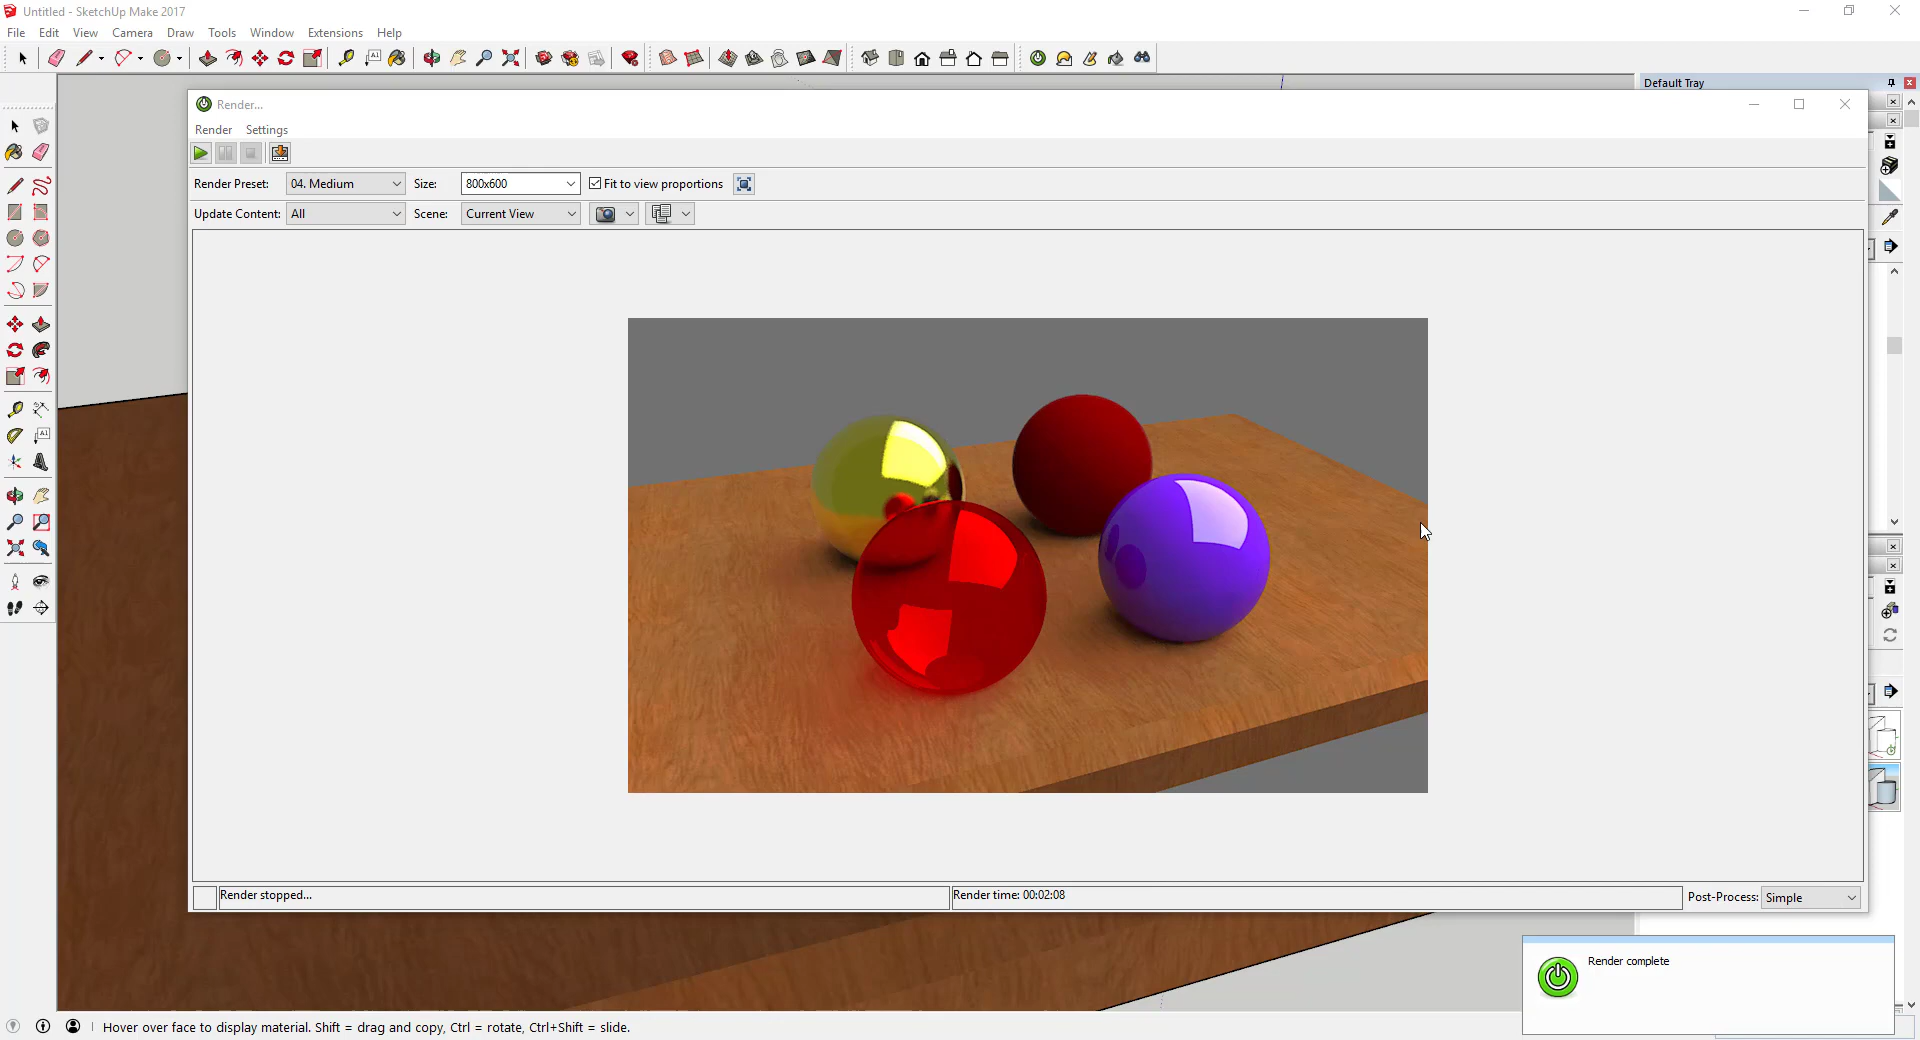 Untitled - SketchUp Make 2017
File Edit View Camera Draw Tools Window Extensions Help
Default Tray
Render...
Render Settings
Render Preset: 04. Medium Size: 800x600 Fit to view proportions
Update Content: All Scene: Current View
Render stopped...
Render time: 00:02:08
Post-Process: Simple
Render complete
Hover over face to display material. Shift = drag and copy, Ctrl = rotate, Ctrl+Shift = slide.